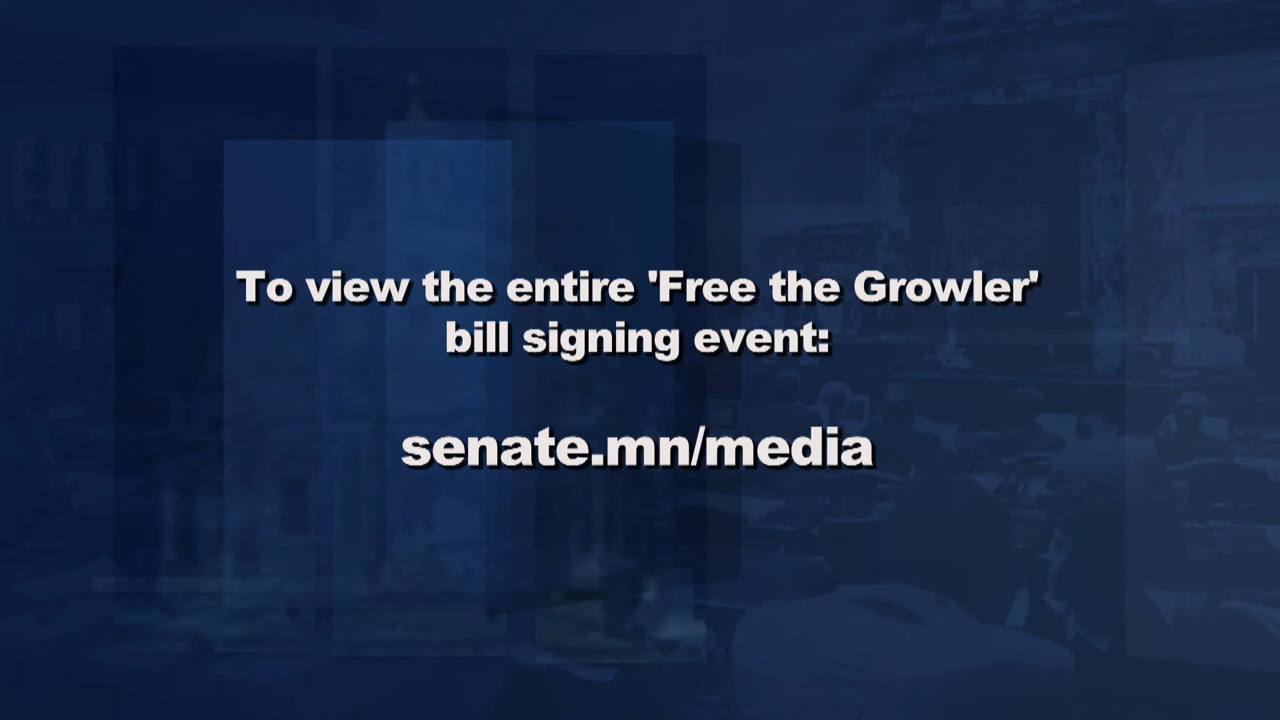 To view the entire 'Free the Growler'
bill signing event:
senate.mn/media